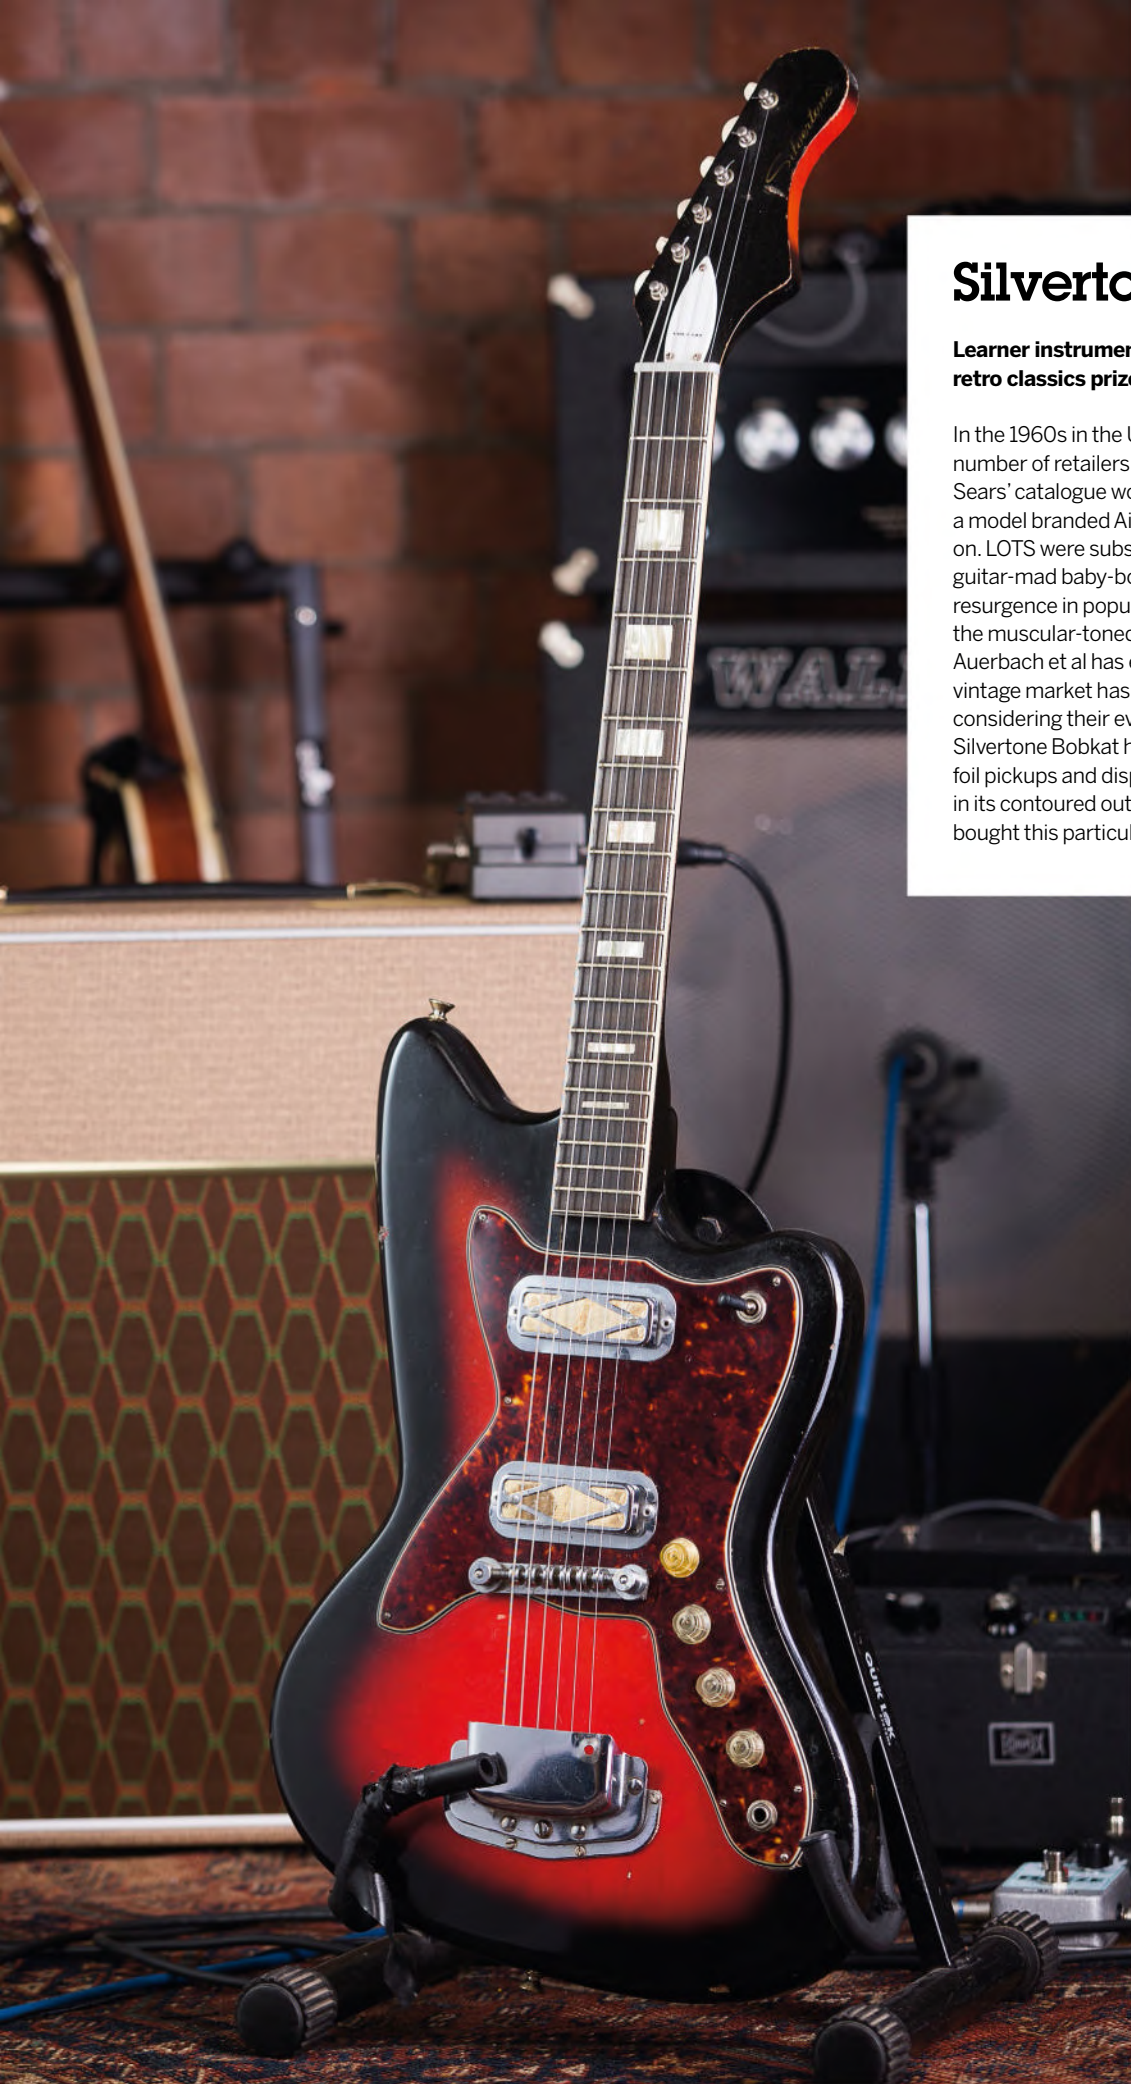 Silvertone
Silverto
Learner instrumen
retro classics priz
In the 1960s in the U
number of retailers
Sears’ catalogue wo
a model branded Ai
on. LOTS were subs
guitar-mad baby-bo
resurgence in popu
the muscular-toned
Auerbach et al has
vintage market has
considering their ev
Silvertone Bobkat h
foil pickups and disp
in its contoured out
bought this particul
WAL
QUIK LOK